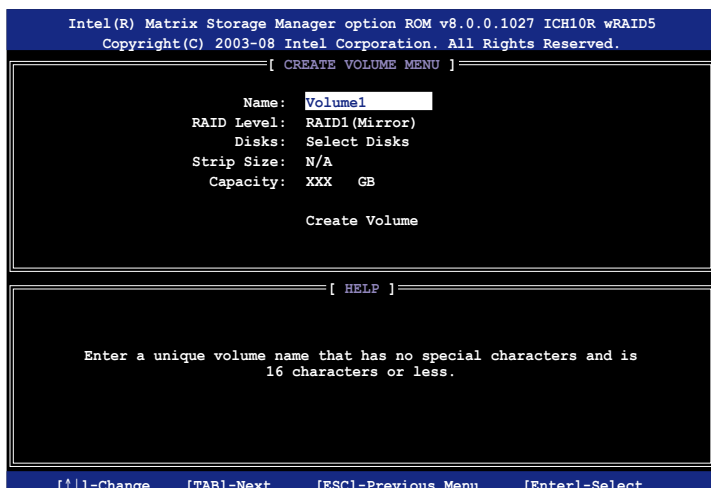 Intel(R) Matrix Storage Manager option ROM v8.0.0.1027 ICH10R wRAID5
Copyright(C) 2003-08 Intel Corporation. All Rights Reserved.
[ CREATE VOLUME MENU ]
Name: Volume1
RAID Level: RAID1(Mirror)
Disks: Select Disks
Strip Size: N/A
Capacity: XXX GB
Create Volume
[ HELP ]
Enter a unique volume name that has no special characters and is
16 characters or less.
[↑↓]-Change [TAB]-Next [ESC]-Previous Menu [Enter]-Select